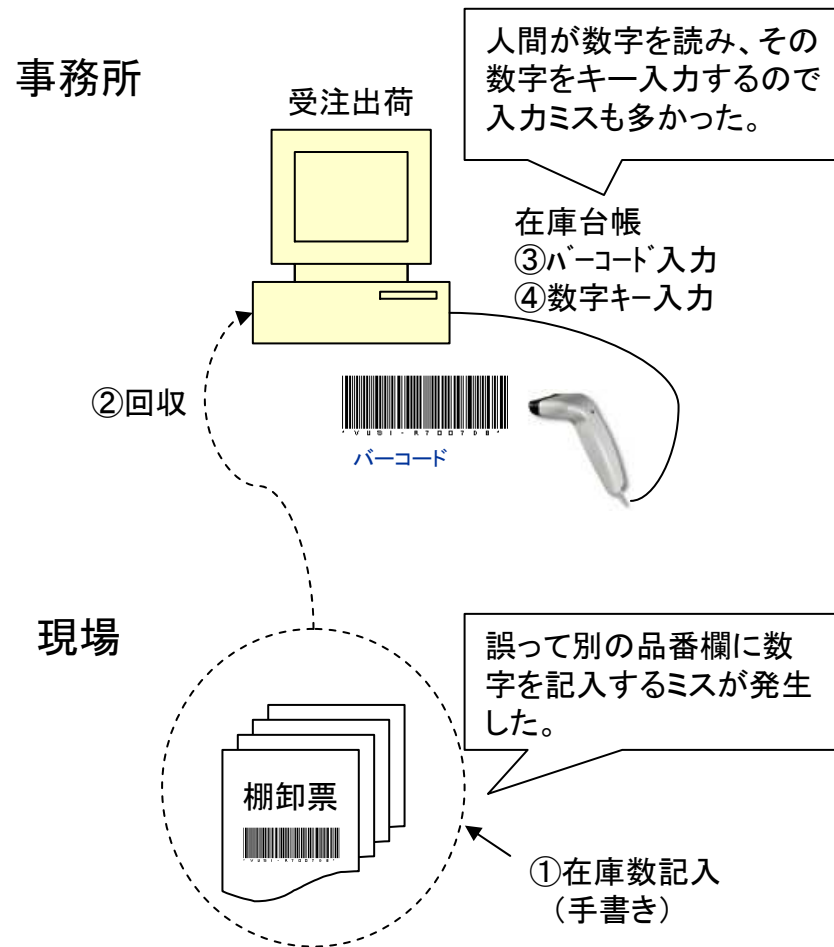 事務所
受注出荷
人間が数字を読み、その
数字をキー入力するので
入力ミスも多かった。
在庫台帳
③ﾊﾞｰｺｰﾄﾞ入力
④数字キー入力
②回収
バーコード
現場
誤って別の品番欄に数
字を記入するミスが発生
した。
棚卸票
①在庫数記入
（手書き）